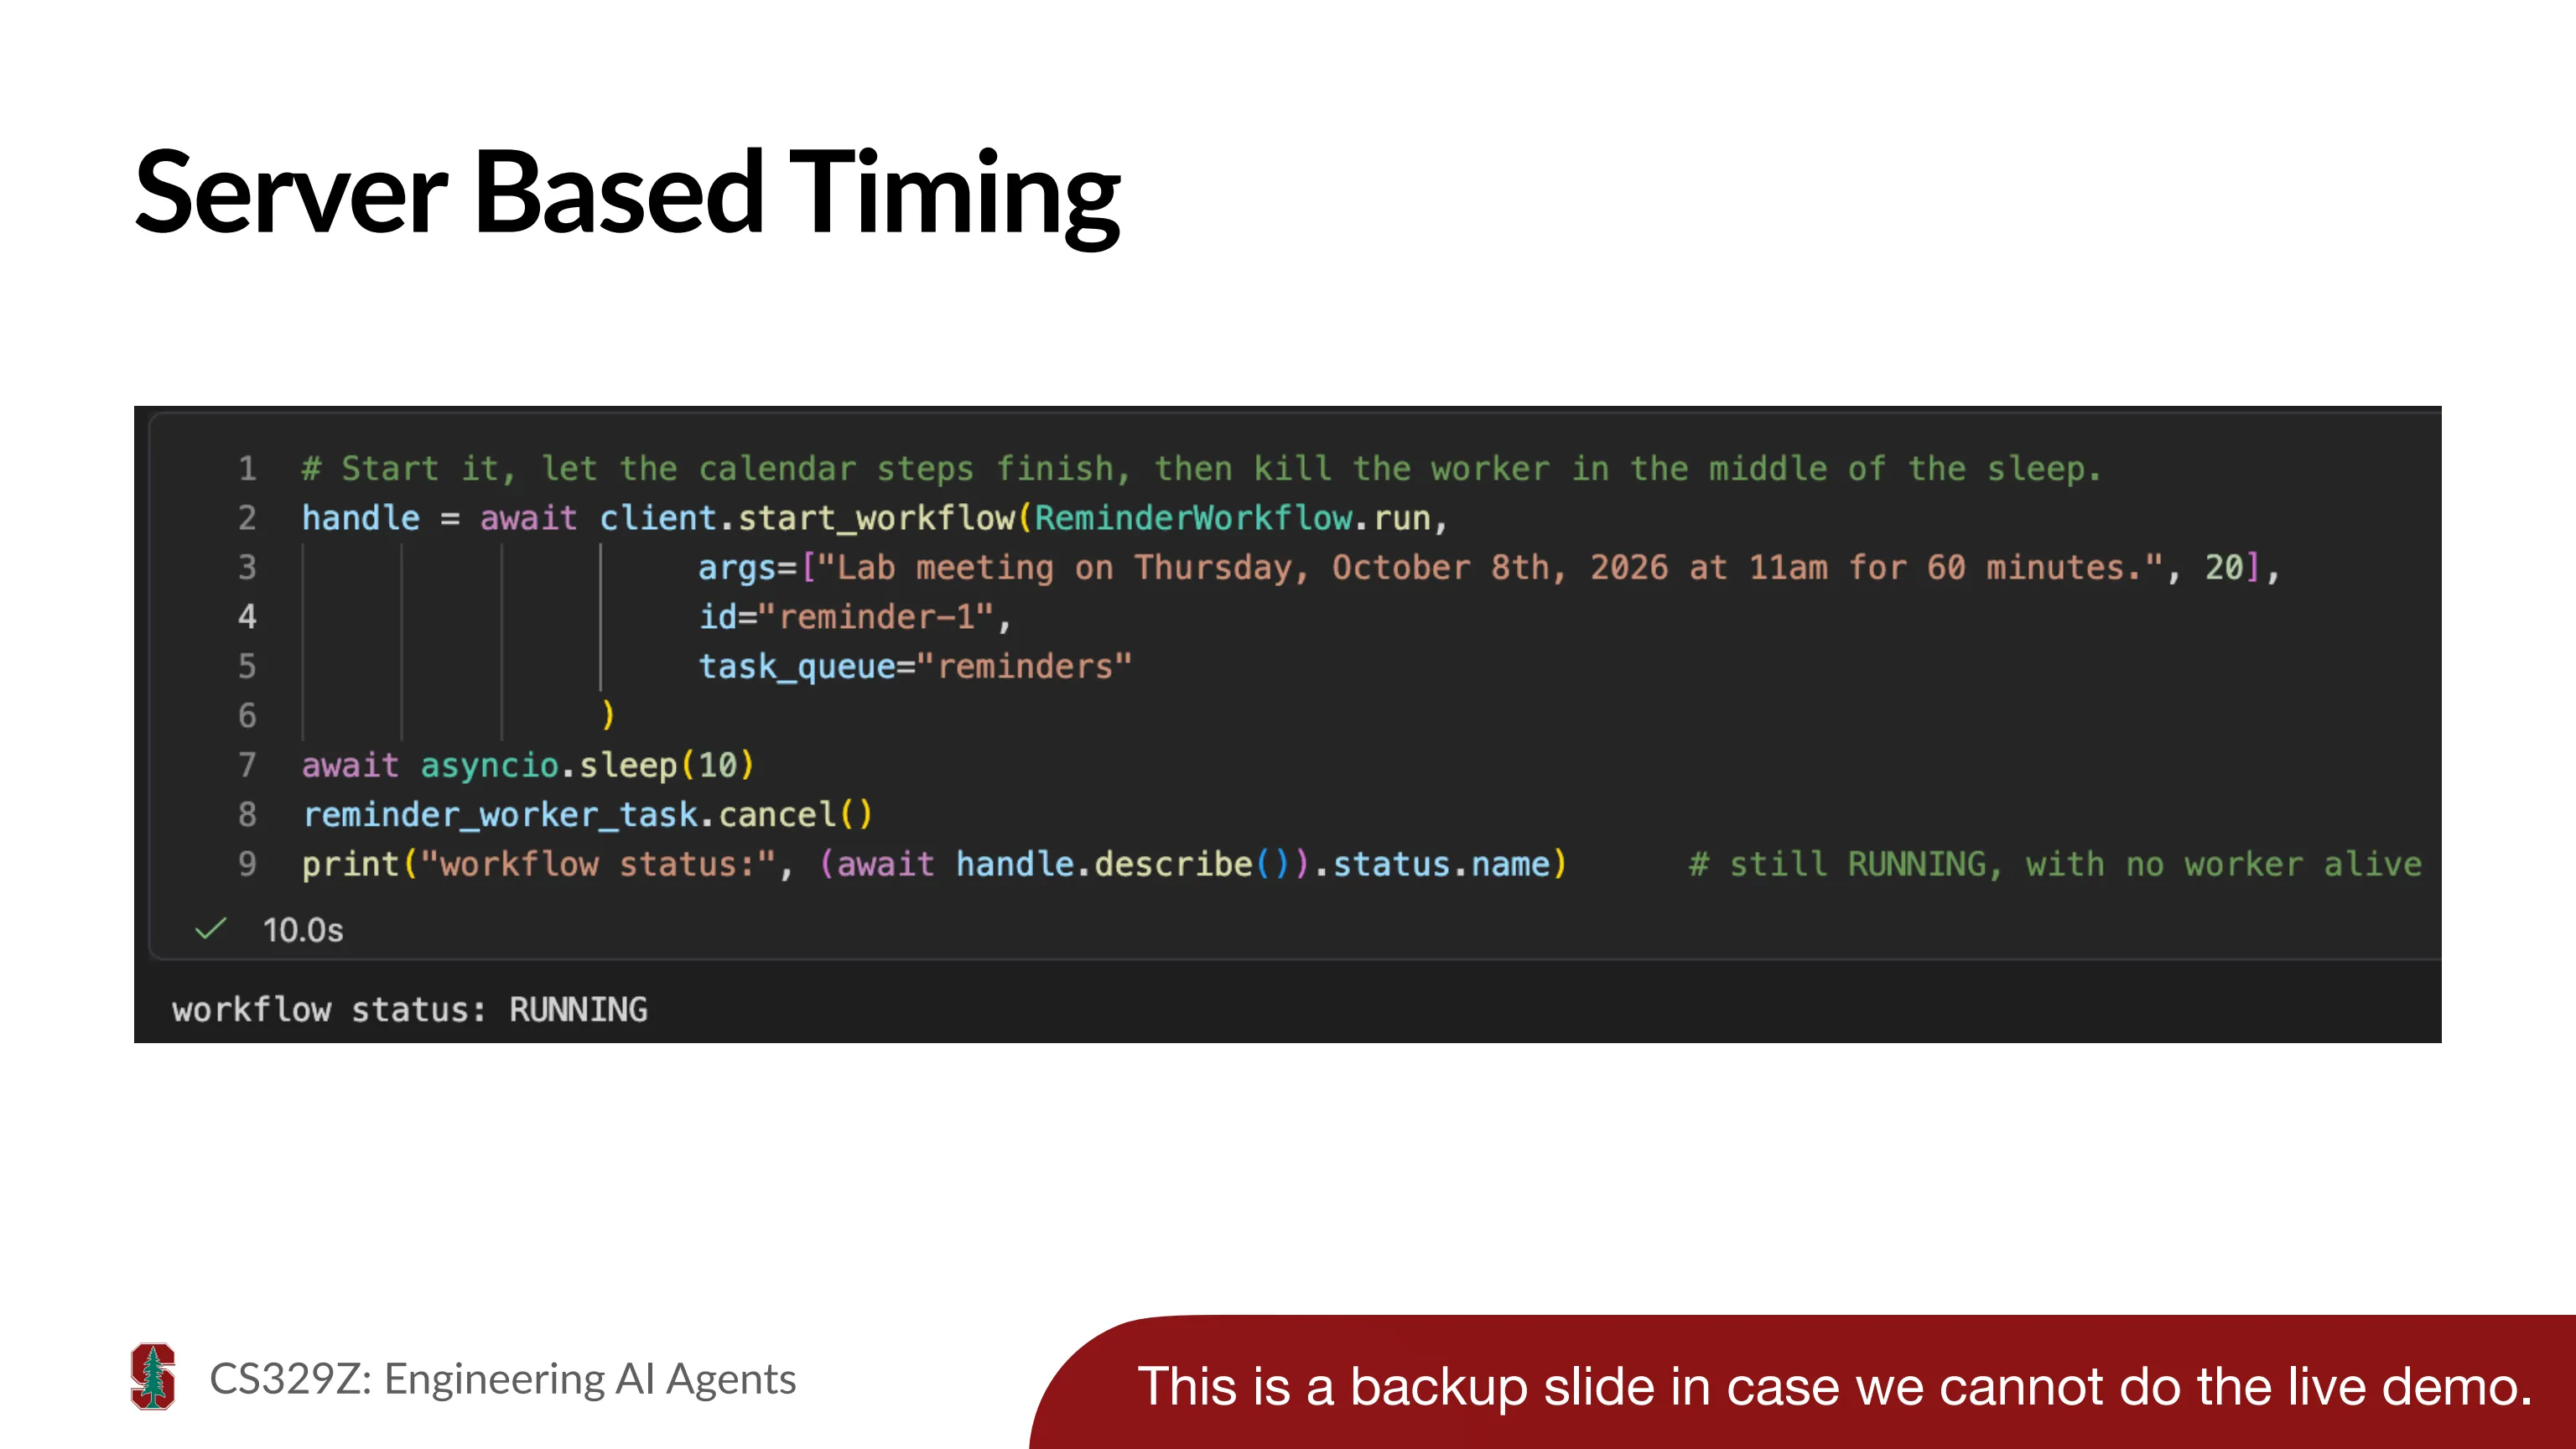 Server Based Timing
1 # Start it, let the calendar steps finish, then kill the worker in the middle of the sleep.
2 handle = await client.start_workflow(ReminderWorkflow.run,
3 args=["Lab meeting on Thursday, October 8th, 2026 at 11am for 60 minutes.", 20],
4 id="reminder-1",
5 task_queue="reminders"
6 )
7 await asyncio.sleep(10)
8 reminder_worker_task.cancel()
9 print("workflow status:", (await handle.describe()).status.name) # still RUNNING, with no worker alive
10.0s
workflow status: RUNNING
CS329Z: Engineering AI Agents
This is a backup slide in case we cannot do the live demo.